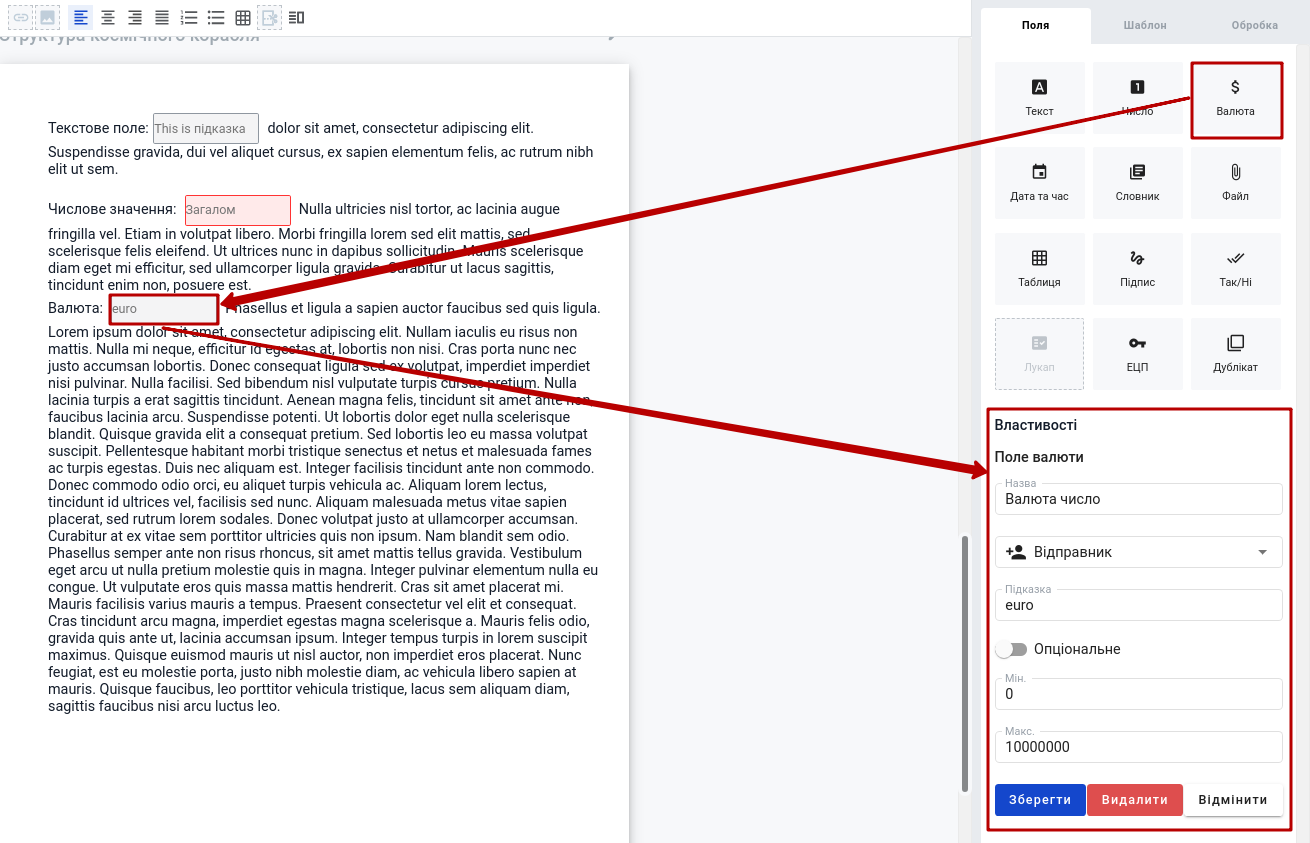 Структура космічного корабля
Поля
Шаблон
Обробка
Текстове поле: This is підказка dolor sit amet, consectetur adipiscing elit.
Suspendisse gravida, dui vel aliquet cursus, ex sapien elementum felis, ac rutrum nibh
elit ut sem.
Числове значення: Загалом Nulla ultricies nisl tortor, ac lacinia augue
fringilla vel. Etiam in volutpat libero. Morbi fringilla lorem sed elit mattis, sed
scelerisque felis eleifend. Ut ultrices nunc in dapibus sollicitudin. Mauris scelerisque
diam eget mi efficitur, sed ullamcorper ligula gravida. Curabitur ut lacus sagittis,
tincidunt enim non, posuere est.
Валюта: euro Phasellus et ligula a sapien auctor faucibus sed quis ligula.
Lorem ipsum dolor sit amet, consectetur adipiscing elit. Nullam iaculis eu risus non
mattis. Nulla mi neque, efficitur id egestas at, lobortis non nisi. Cras porta nunc nec
justo accumsan lobortis. Donec consequat ligula sed ex volutpat, imperdiet imperdiet
nisi pulvinar. Nulla facilisi. Sed bibendum nisl vulputate turpis cursus pretium. Nulla
lacinia turpis a erat sagittis tincidunt. Aenean magna felis, tincidunt sit amet ante non,
faucibus lacinia arcu. Suspendisse potenti. Ut lobortis dolor eget nulla scelerisque
blandit. Quisque gravida elit a consequat pretium. Sed lobortis leo eu massa volutpat
suscipit. Pellentesque habitant morbi tristique senectus et netus et malesuada fames
ac turpis egestas. Duis nec aliquam est. Integer facilisis tincidunt ante non commodo.
Donec commodo odio orci, eu aliquet turpis vehicula ac. Aliquam lorem lectus,
tincidunt id ultrices vel, facilisis sed nunc. Aliquam malesuada metus vitae sapien
placerat, sed rutrum lorem sodales. Donec volutpat justo at ullamcorper accumsan.
Curabitur at ex vitae sem porttitor ultricies quis non ipsum. Nam blandit sem odio.
Phasellus semper ante non risus rhoncus, sit amet mattis tellus gravida. Vestibulum
eget arcu ut nulla pretium molestie quis in magna. Integer pulvinar elementum nulla eu
congue. Ut vulputate eros quis massa mattis hendrerit. Cras sit amet placerat mi.
Mauris facilisis varius mauris a tempus. Praesent consectetur vel elit et consequat.
Cras tincidunt arcu magna, imperdiet egestas magna scelerisque a. Mauris felis odio,
gravida quis ante ut, lacinia accumsan ipsum. Integer tempus turpis in lorem suscipit
maximus. Quisque euismod mauris ut nisl auctor, non imperdiet eros placerat. Nunc
feugiat, est eu molestie porta, justo nibh molestie diam, ac vehicula libero sapien at
mauris. Quisque faucibus, leo porttitor vehicula tristique, lacus sem aliquam diam,
sagittis faucibus nisi arcu luctus leo.
Текст
Число
Валюта
Дата та час
Словник
Файл
Таблиця
Підпис
Так/Ні
Лукап
ЕЦП
Дублікат
Властивості
Поле валюти
Назва
Валюта число
Відправник
Підказка
euro
Опціональне
Мін.
0
Макс.
10000000
Зберегти
Видалити
Відмінити